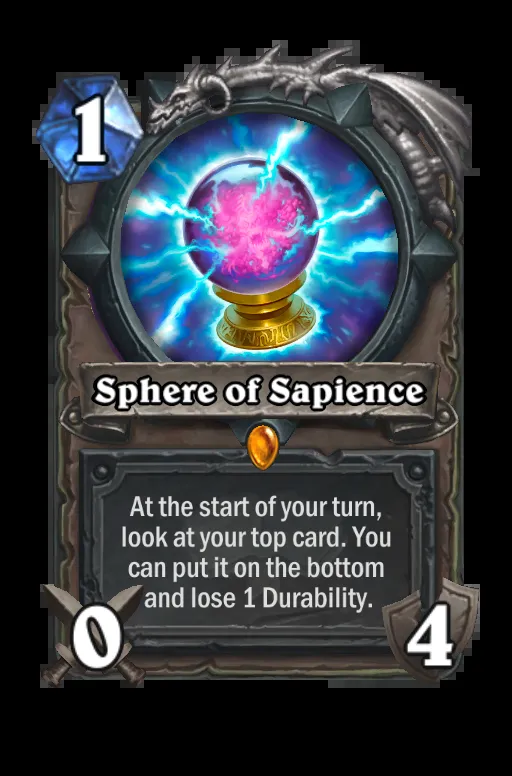 1
Sphere of Sapience
At the start of your turn,
look at your top card. You
can put it on the bottom
and lose 1 Durability.
0
4